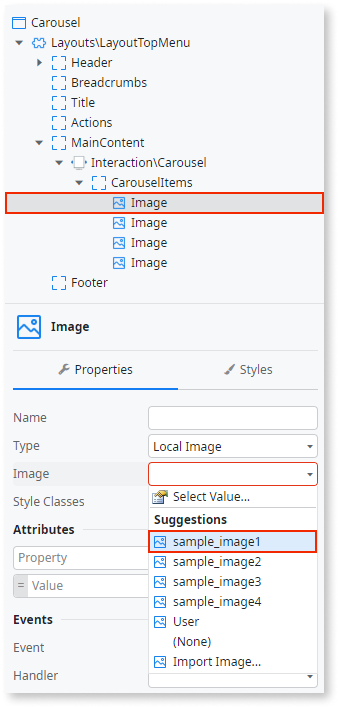 Carousel
Layouts\LayoutTopMenu
Header
Breadcrumbs
Title
Actions
MainContent
Interaction\Carousel
CarouselItems
Image
Image
Image
Image
Footer
Image
Properties Styles
Name
Type Local Image
Image
Style Classes Select Value...
Suggestions
Attributes sample_image1
Property sample_image2
= Value sample_image3
sample_image4
Events User
Event (None)
Import Image...
Handler